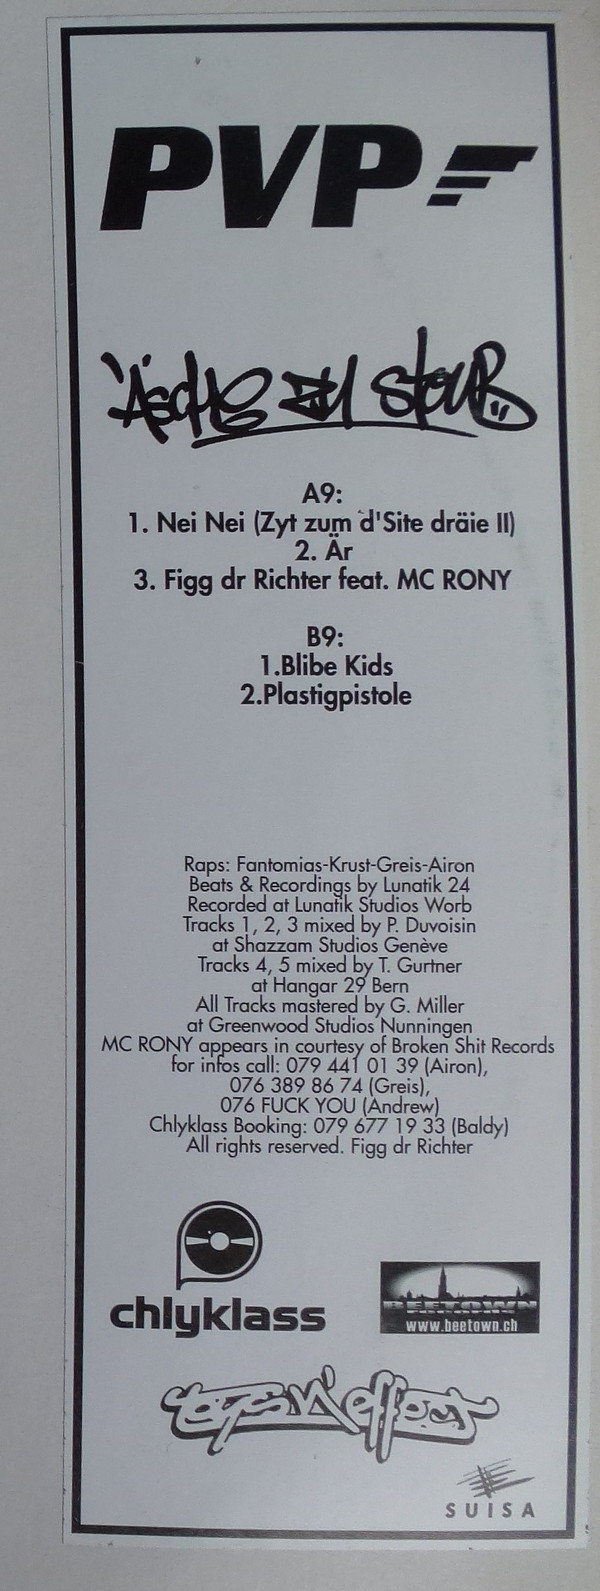 PVP
Äsche zu Stoub
A9:
1. Nei Nei (Zyt zum d'Site dräie II)
2. Är
3. Figg dr Richter feat. MC RONY
B9:
1.Blibe Kids
2.Plastigpistole
Raps: Fantomias-Krust-Greis-Airon
Beats & Recordings by Lunatik 24
Recorded at Lunatik Studios Worb
Tracks 1, 2, 3 mixed by P. Duvoisin
at Shazzam Studios Genève
Tracks 4, 5 mixed by T. Gurtner
at Hangar 29 Bern
All Tracks mastered by G. Miller
at Greenwood Studios Nunningen
MC RONY appears in courtesy of Broken Shit Records
for infos call: 079 441 01 39 (Airon),
076 389 86 74 (Greis),
076 FUCK YOU (Andrew)
Chlyklass Booking: 079 677 19 33 (Baldy)
All rights reserved. Figg dr Richter
chlyklass
BEETOWN
www.beetown.ch
toys n' effect
SUISA